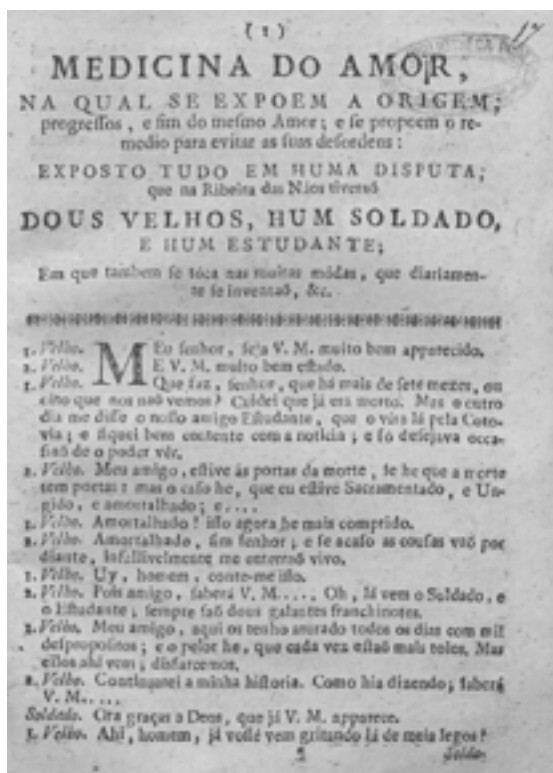 ( 1 )
17
MEDICINA DO AMOR,
NA QUAL SE EXPOEM A ORIGEM;
progressos, e fim do mesmo Amor; e se propoem o re-
medio para evitar as suas desordens:
EXPOSTO TUDO EM HUMA DISPUTA;
que na Ribeira das Náos tiveraõ
DOUS VELHOS, HUM SOLDADO,
E HUM ESTUDANTE;
Em que tambem se tóca nas muitas módas, que diariamen-
te se inventaõ, &c.
1. Velho. MEu senhor, seja V. M. muito bem apparecido.
2. Velho. E V. M. muito bem estado.
1. Velho. Que faz, senhor, que há mais de sete mezes, ou
oito que nos naõ vemos? Cuidei que já era morto. Mas o outro
dia me disse o nosso amigo Estudante, que o vira lá pela Coto-
via; e fiquei bem contente com a noticia; e só desejava occa-
siaõ de o poder vêr.
2. Velho. Meu amigo, estive ás portas da morte, se he que a morte
tem portas: mas o caso he, que eu estive Sacramentado, e Un-
gido, e amortalhado; e....
1. Velho. Amortalhado! isso agora he mais comprido.
2. Velho. Amortalhado, sim senhor; e se acaso as cousas vaõ por
diante, infallivelmente me enterraõ vivo.
1. Velho. Uy, homem, conte-me isso.
2. Velho. Pois amigo, saberá V. M..... Oh, lá vem o Soldado, e
o Estudante; sempre saõ dous galantes franchinotes.
1. Velho. Meu amigo, aqui os tenho aturado todos os dias com mil
despropositos; e o peior he, que cada vez estaõ mais tolos. Mas
elles ahi vem; disfarcemos.
2. Velho. Continuarei a minha historia. Como hia dizendo; saberá
V. M.....
Soldado. Ora graças a Deos, que já V. M. apparece.
1. Velho. Ahi, homem, já vossê vem gritando lá de meia legoa?
Solda-